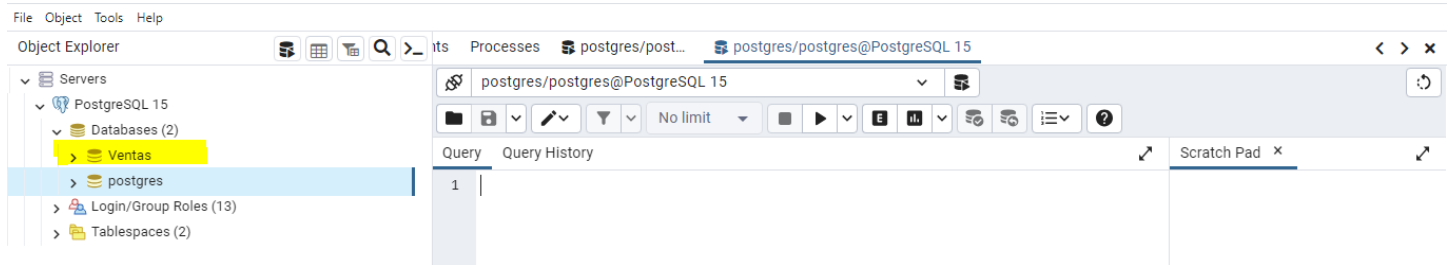 File Object Tools Help
Object Explorer
Servers
PostgreSQL 15
Databases (2)
Ventas
postgres
Login/Group Roles (13)
Tablespaces (2)
Processes postgres/post... postgres/postgres@PostgreSQL 15
postgres/postgres@PostgreSQL 15
No limit
Query Query History
1
Scratch Pad